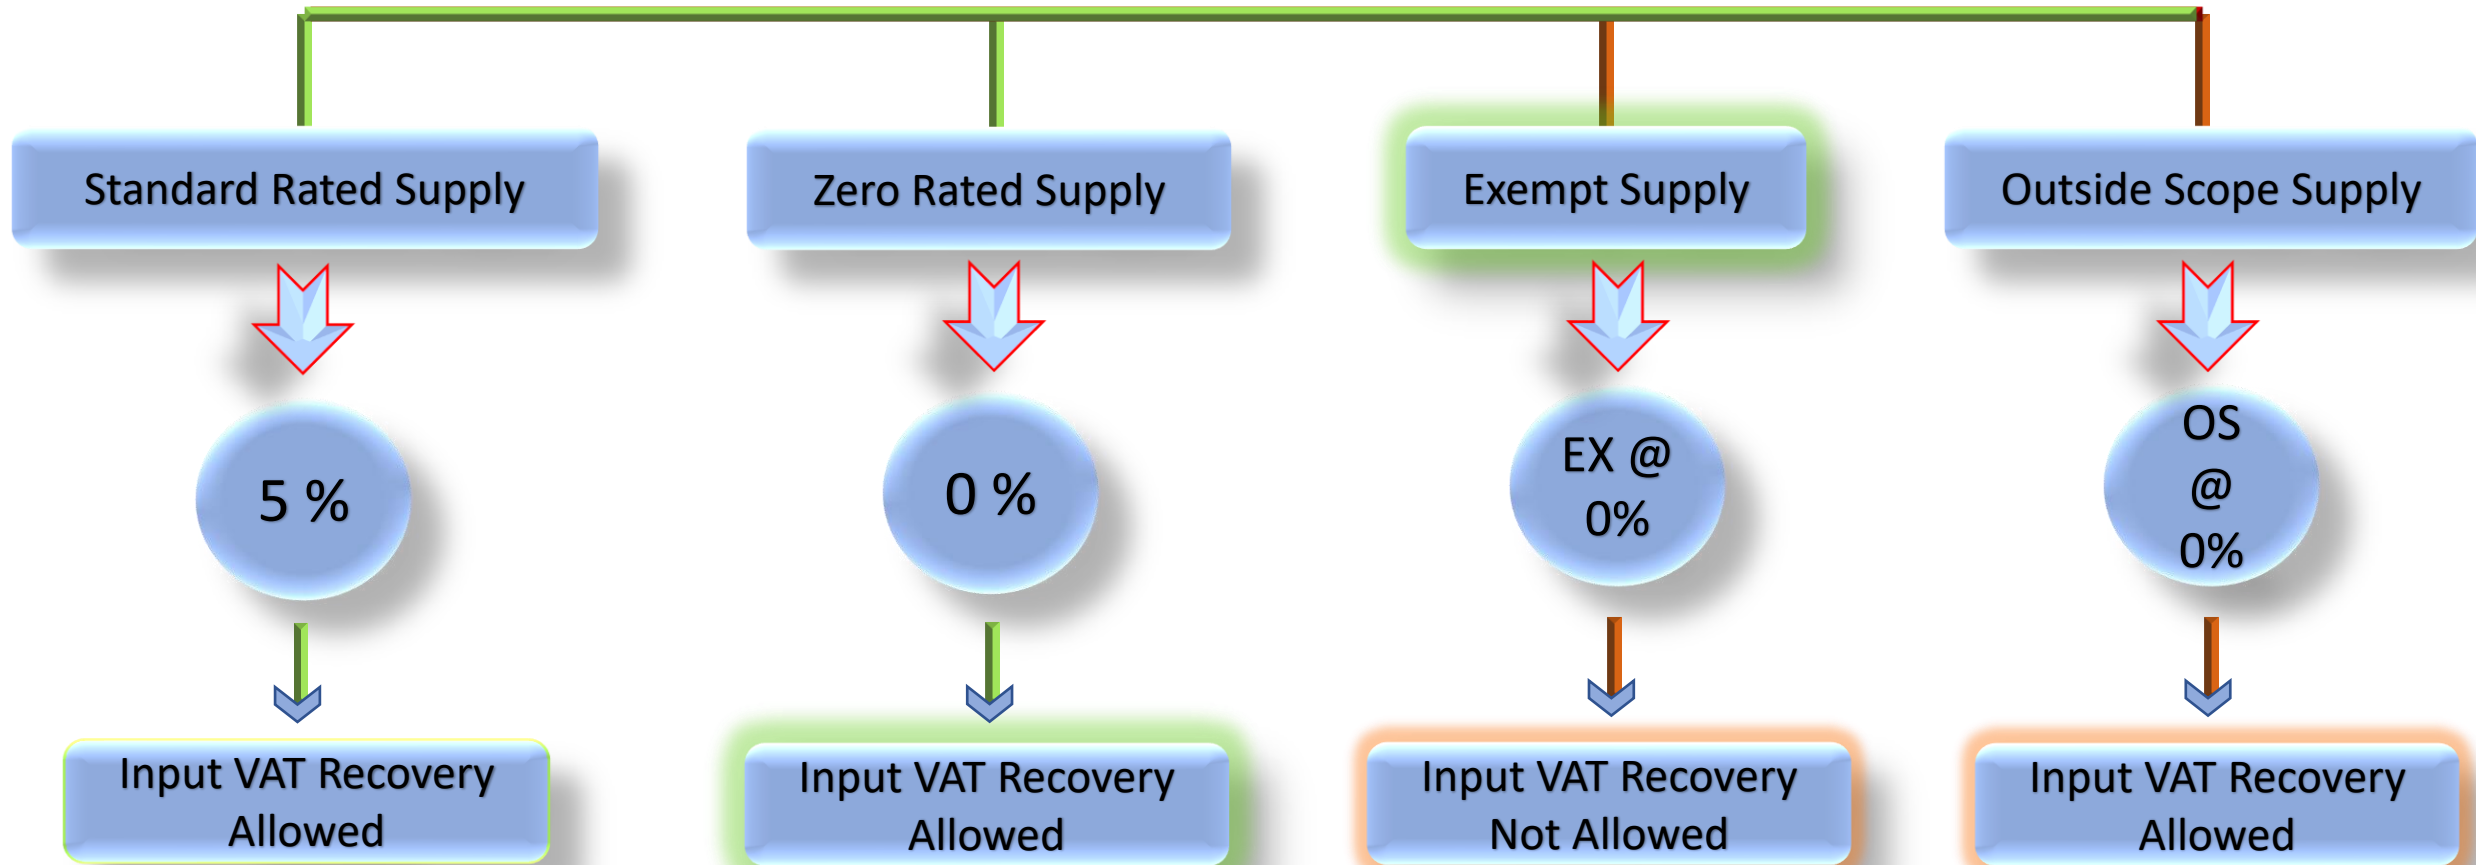 Standard Rated Supply
Zero Rated Supply
Exempt Supply
Outside Scope Supply
5 %
0 %
EX @
0%
OS
@
0%
Input VAT Recovery
Allowed
Input VAT Recovery
Allowed
Input VAT Recovery
Not Allowed
Input VAT Recovery
Allowed